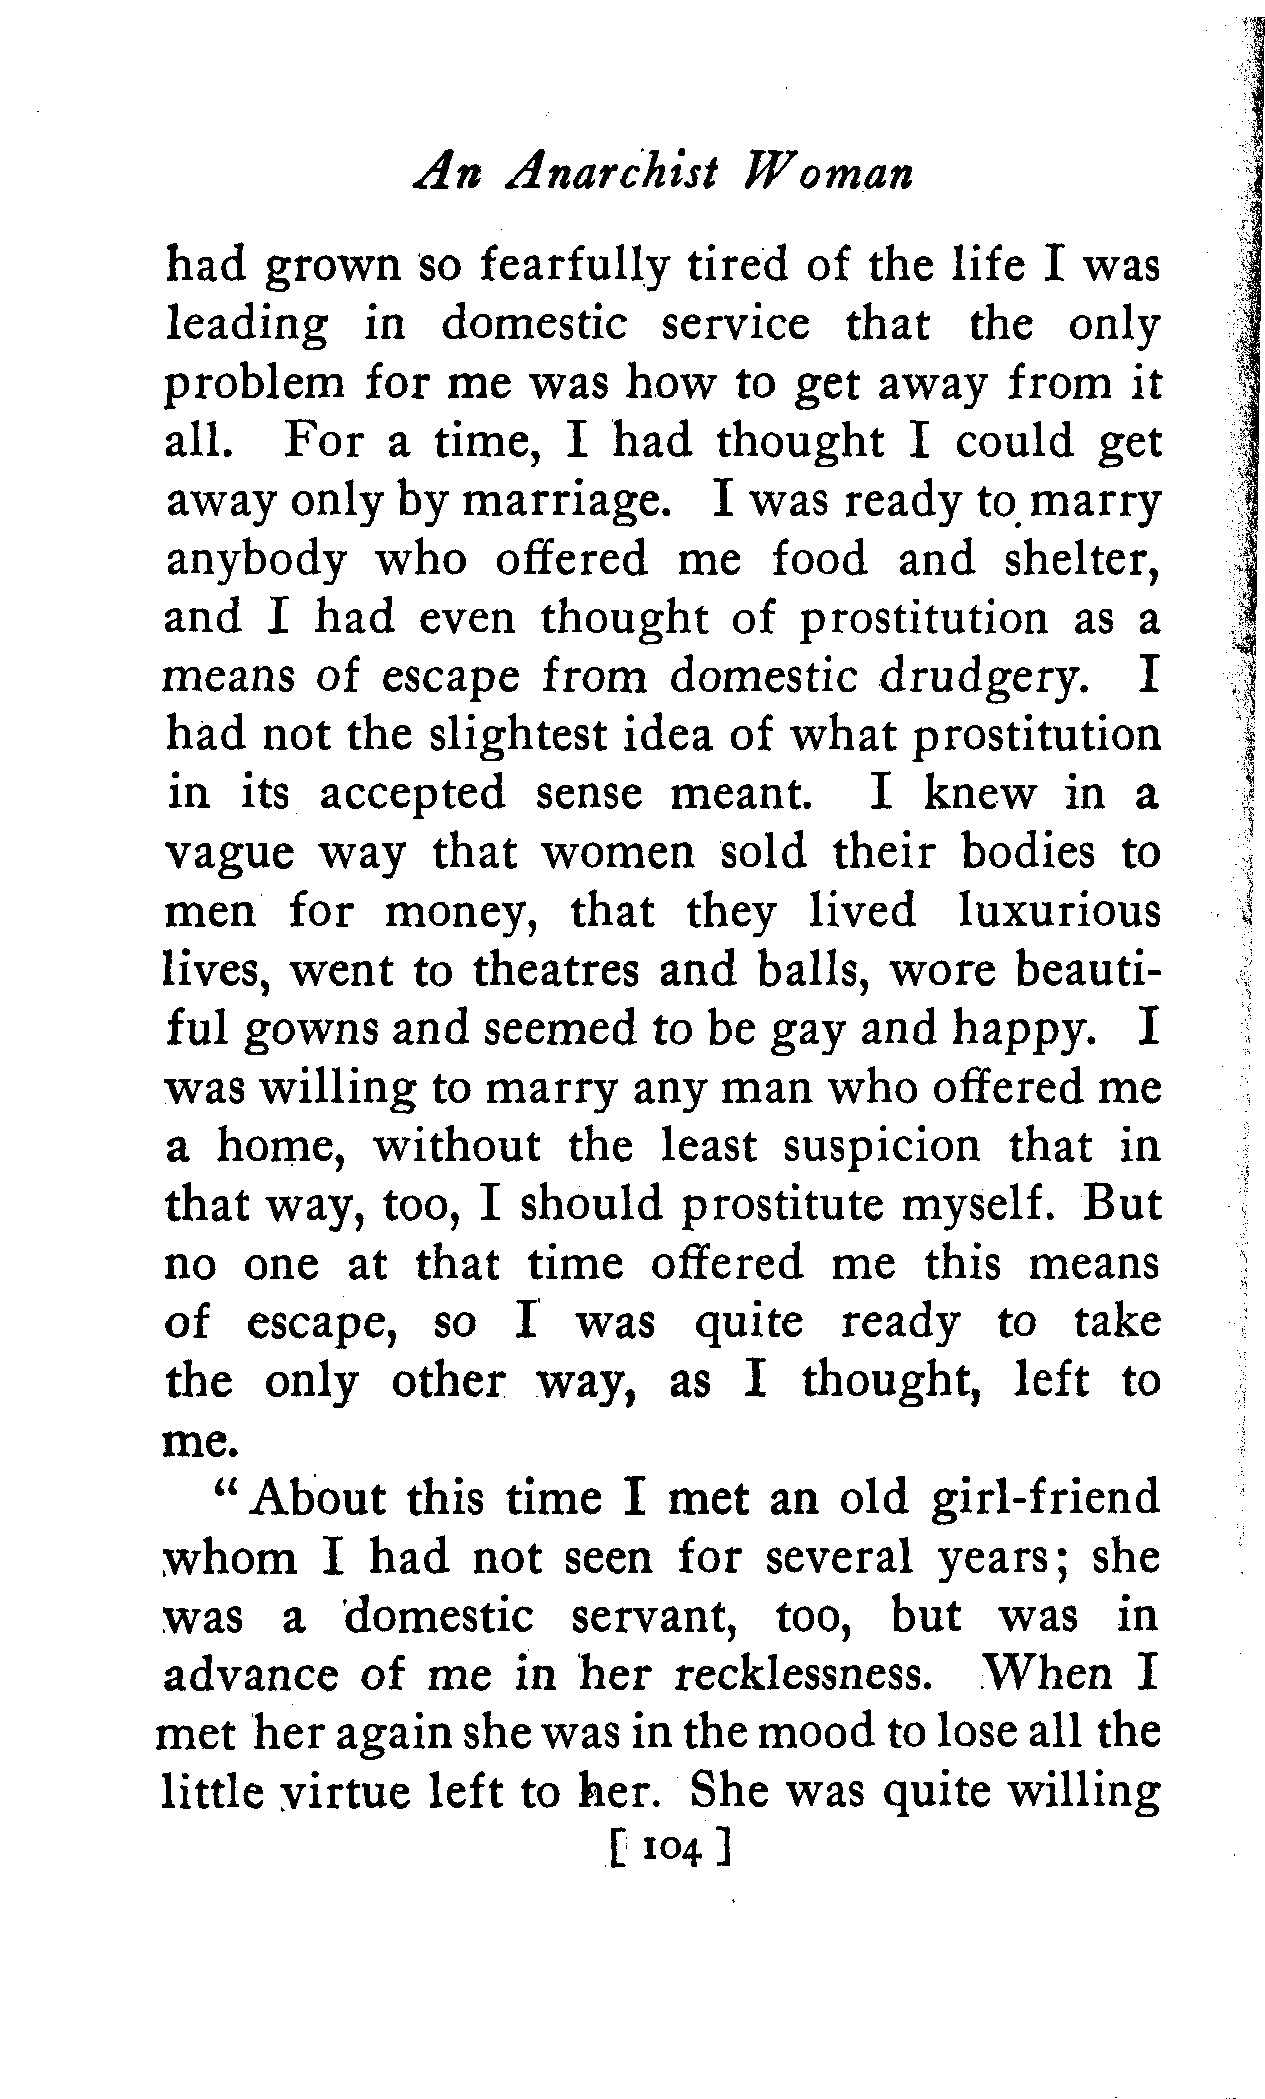 An Anarchist Woman
had grown so fearfully tired of the life I was
leading in domestic service that the only
problem for me was how to get away from it
all. For a time, I had thought I could get
away only by marriage. I was ready to marry
anybody who offered me food and shelter,
and I had even thought of prostitution as a
means of escape from domestic drudgery. I
had not the slightest idea of what prostitution
in its accepted sense meant. I knew in a
vague way that women sold their bodies to
men for money, that they lived luxurious
lives, went to theatres and balls, wore beauti-
ful gowns and seemed to be gay and happy. I
was willing to marry any man who offered me
a home, without the least suspicion that in
that way, too, I should prostitute myself. But
no one at that time offered me this means
of escape, so I was quite ready to take
the only other way, as I thought, left to
me.
“ About this time I met an old girl-friend
whom I had not seen for several years; she
was a domestic servant, too, but was in
advance of me in her recklessness. When I
met her again she was in the mood to lose all the
little virtue left to her. She was quite willing
[ 104 ]